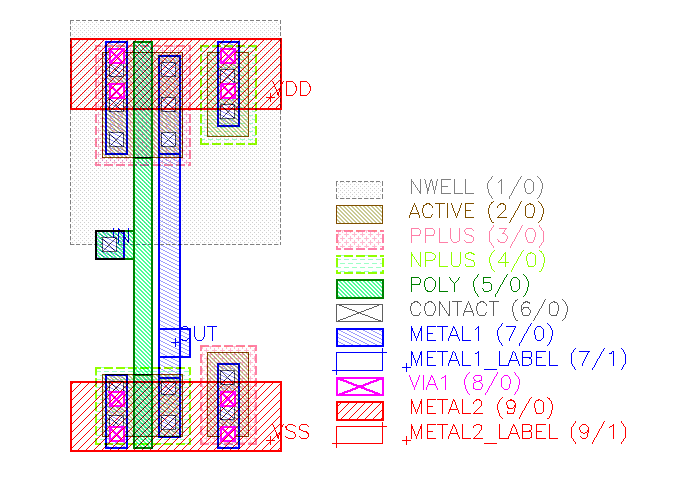 VDD
IN
OUT
VSS
NWELL (1/0)
ACTIVE (2/0)
PPLUS (3/0)
NPLUS (4/0)
POLY (5/0)
CONTACT (6/0)
METAL1 (7/0)
METAL1_LABEL (7/1)
VIA1 (8/0)
METAL2 (9/0)
METAL2_LABEL (9/1)